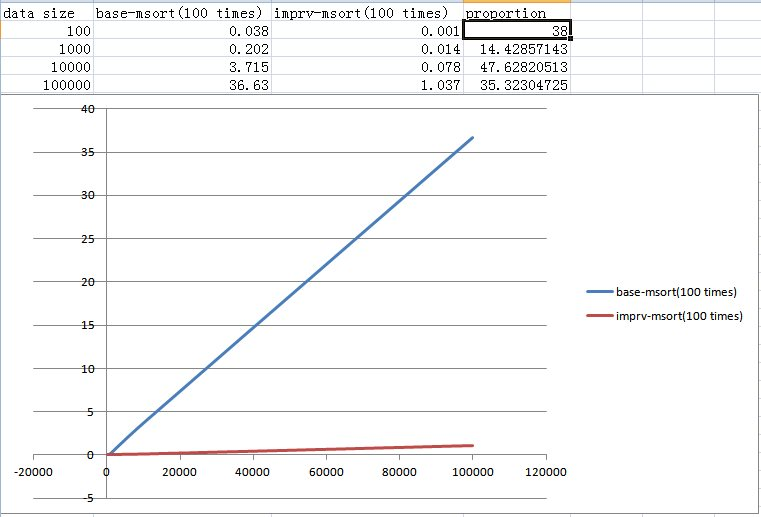 data size base-msort(100 times) imprv-msort(100 times) proportion
100 0.038 0.001 38
1000 0.202 0.014 14.42857143
10000 3.715 0.078 47.62820513
100000 36.63 1.037 35.32304725
40
35
30
25
20
15
10
5
0
-5
-20000 0 20000 40000 60000 80000 100000 120000
base-msort(100 times)
imprv-msort(100 times)